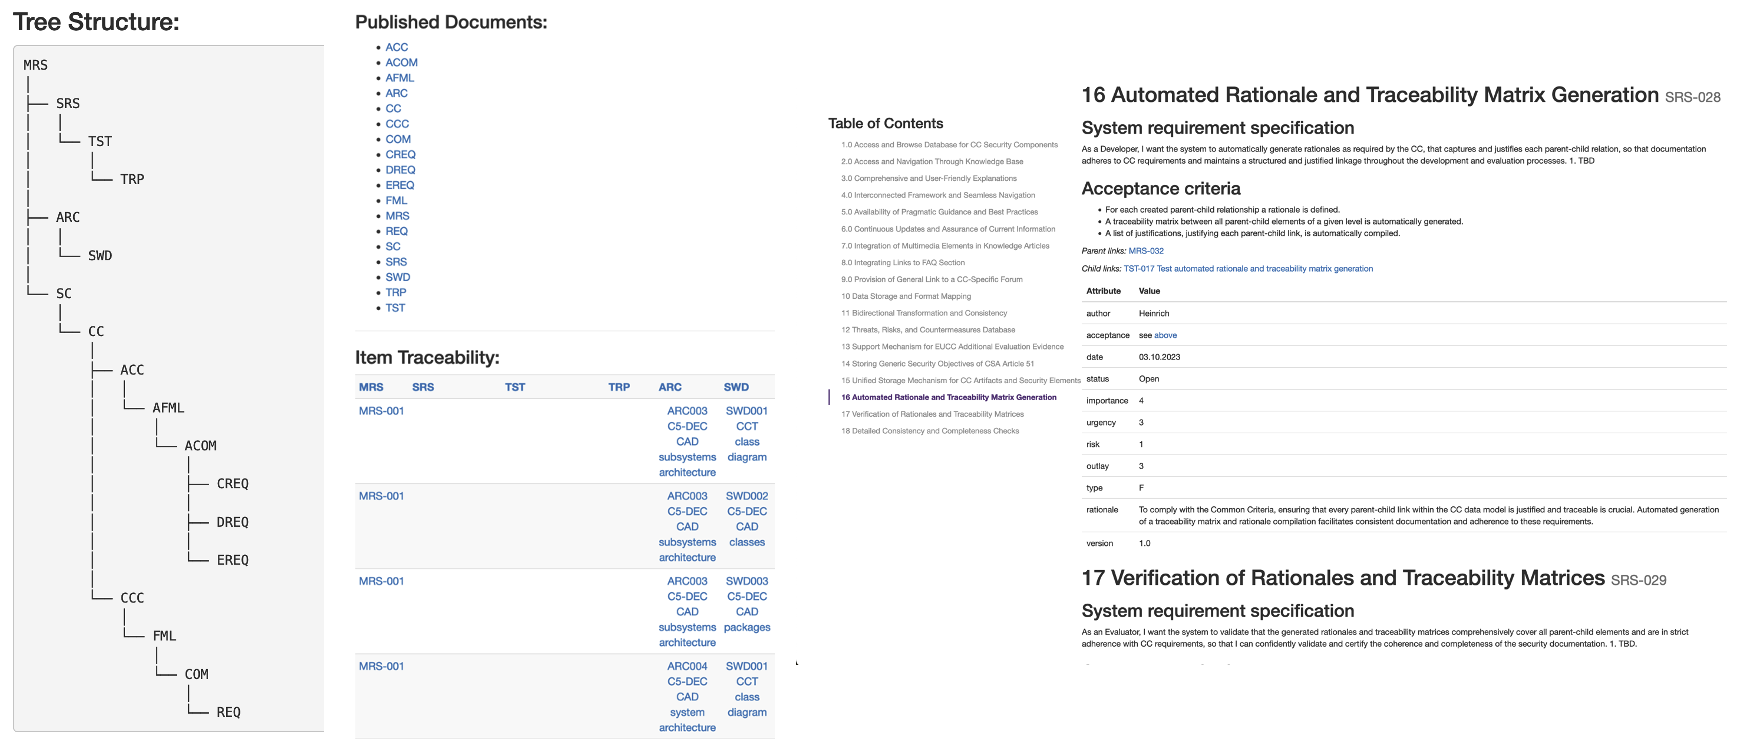 Tree Structure:
MRS
SRS
TST
TRP
ARC
SWD
SC
CC
ACC
AFML
ACOM
CREQ
DREQ
EREQ
CCC
FML
COM
REQ
Published Documents:
ACC
ACOM
AFML
ARC
CC
CCC
COM
CREQ
DREQ
EREQ
FML
MRS
REQ
SC
SRS
SWD
TRP
TST
Item Traceability:
MRS SRS TST TRP ARC SWD
MRS-001 ARC003 SWD001
C5-DEC CCT
CAD class
subsystems diagram
architecture
MRS-001 ARC003 SWD002
C5-DEC C5-DEC
CAD CAD
subsystems classes
architecture
MRS-001 ARC003 SWD003
C5-DEC C5-DEC
CAD CAD
subsystems packages
architecture
MRS-001 ARC004 SWD001
C5-DEC CCT
CAD class
system diagram
architecture
Table of Contents
1.0 Access and Browse Database for CC Security Components
2.0 Access and Navigation Through Knowledge Base
3.0 Comprehensive and User-Friendly Explanations
4.0 Interconnected Framework and Seamless Navigation
5.0 Availability of Pragmatic Guidance and Best Practices
6.0 Continuous Updates and Assurance of Current Information
7.0 Integration of Multimedia Elements in Knowledge Articles
8.0 Integrating Links to FAQ Section
9.0 Provision of General Link to a CC-Specific Forum
10 Data Storage and Format Mapping
11 Bidirectional Transformation and Consistency
12 Threats, Risks, and Countermeasures Database
13 Support Mechanism for EUCC Additional Evaluation Evidence
14 Storing Generic Security Objectives of CSA Article 51
15 Unified Storage Mechanism for CC Artifacts and Security Elements
16 Automated Rationale and Traceability Matrix Generation
17 Verification of Rationales and Traceability Matrices
18 Detailed Consistency and Completeness Checks
16 Automated Rationale and Traceability Matrix Generation SRS-028
System requirement specification
As a Developer, I want the system to automatically generate rationales as required by the CC, that captures and justifies each parent-child relation, so that documentation
adheres to CC requirements and maintains a structured and justified linkage throughout the development and evaluation processes. 1. TBD
Acceptance criteria
For each created parent-child relationship a rationale is defined.
A traceability matrix between all parent-child elements of a given level is automatically generated.
A list of justifications, justifying each parent-child link, is automatically compiled.
Parent links: MRS-032
Child links: TST-017 Test automated rationale and traceability matrix generation
Attribute Value
author Heinrich
acceptance see above
date 03.10.2023
status Open
importance 4
urgency 3
risk 1
outlay 3
type F
rationale To comply with the Common Criteria, ensuring that every parent-child link within the CC data model is justified and traceable is crucial. Automated generation
of a traceability matrix and rationale compilation facilitates consistent documentation and adherence to these requirements.
version 1.0
17 Verification of Rationales and Traceability Matrices SRS-029
System requirement specification
As an Evaluator, I want the system to validate that the generated rationales and traceability matrices comprehensively cover all parent-child elements and are in strict
adherence with CC requirements, so that I can confidently validate and certify the coherence and completeness of the security documentation. 1. TBD.